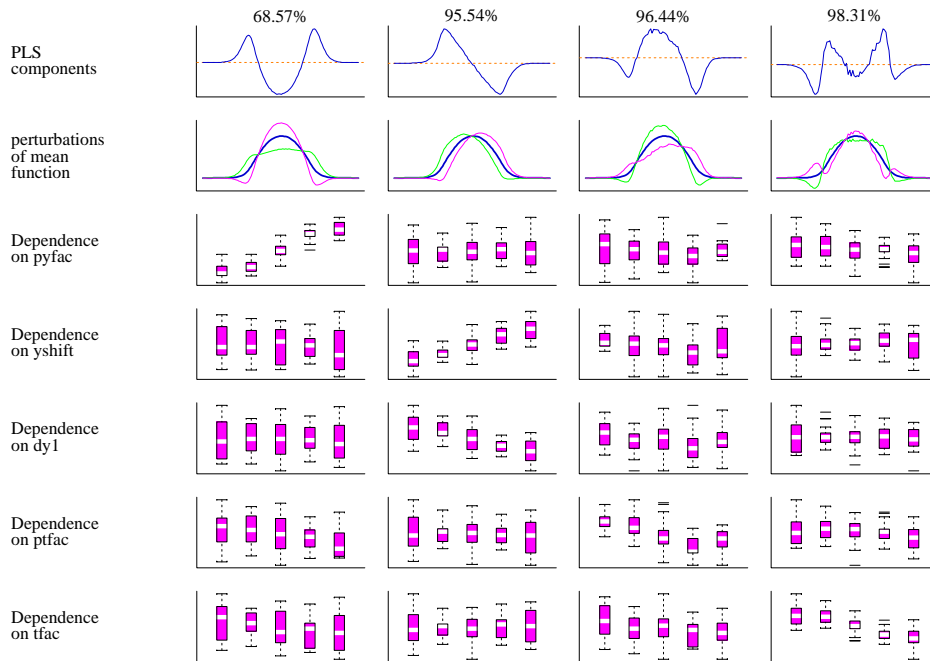 68.57% 95.54% 96.44% 98.31%
PLS
components
perturbations
of mean
function
Dependence
on pyfac
Dependence
on yshift
Dependence
on dy1
Dependence
on ptfac
Dependence
on tfac